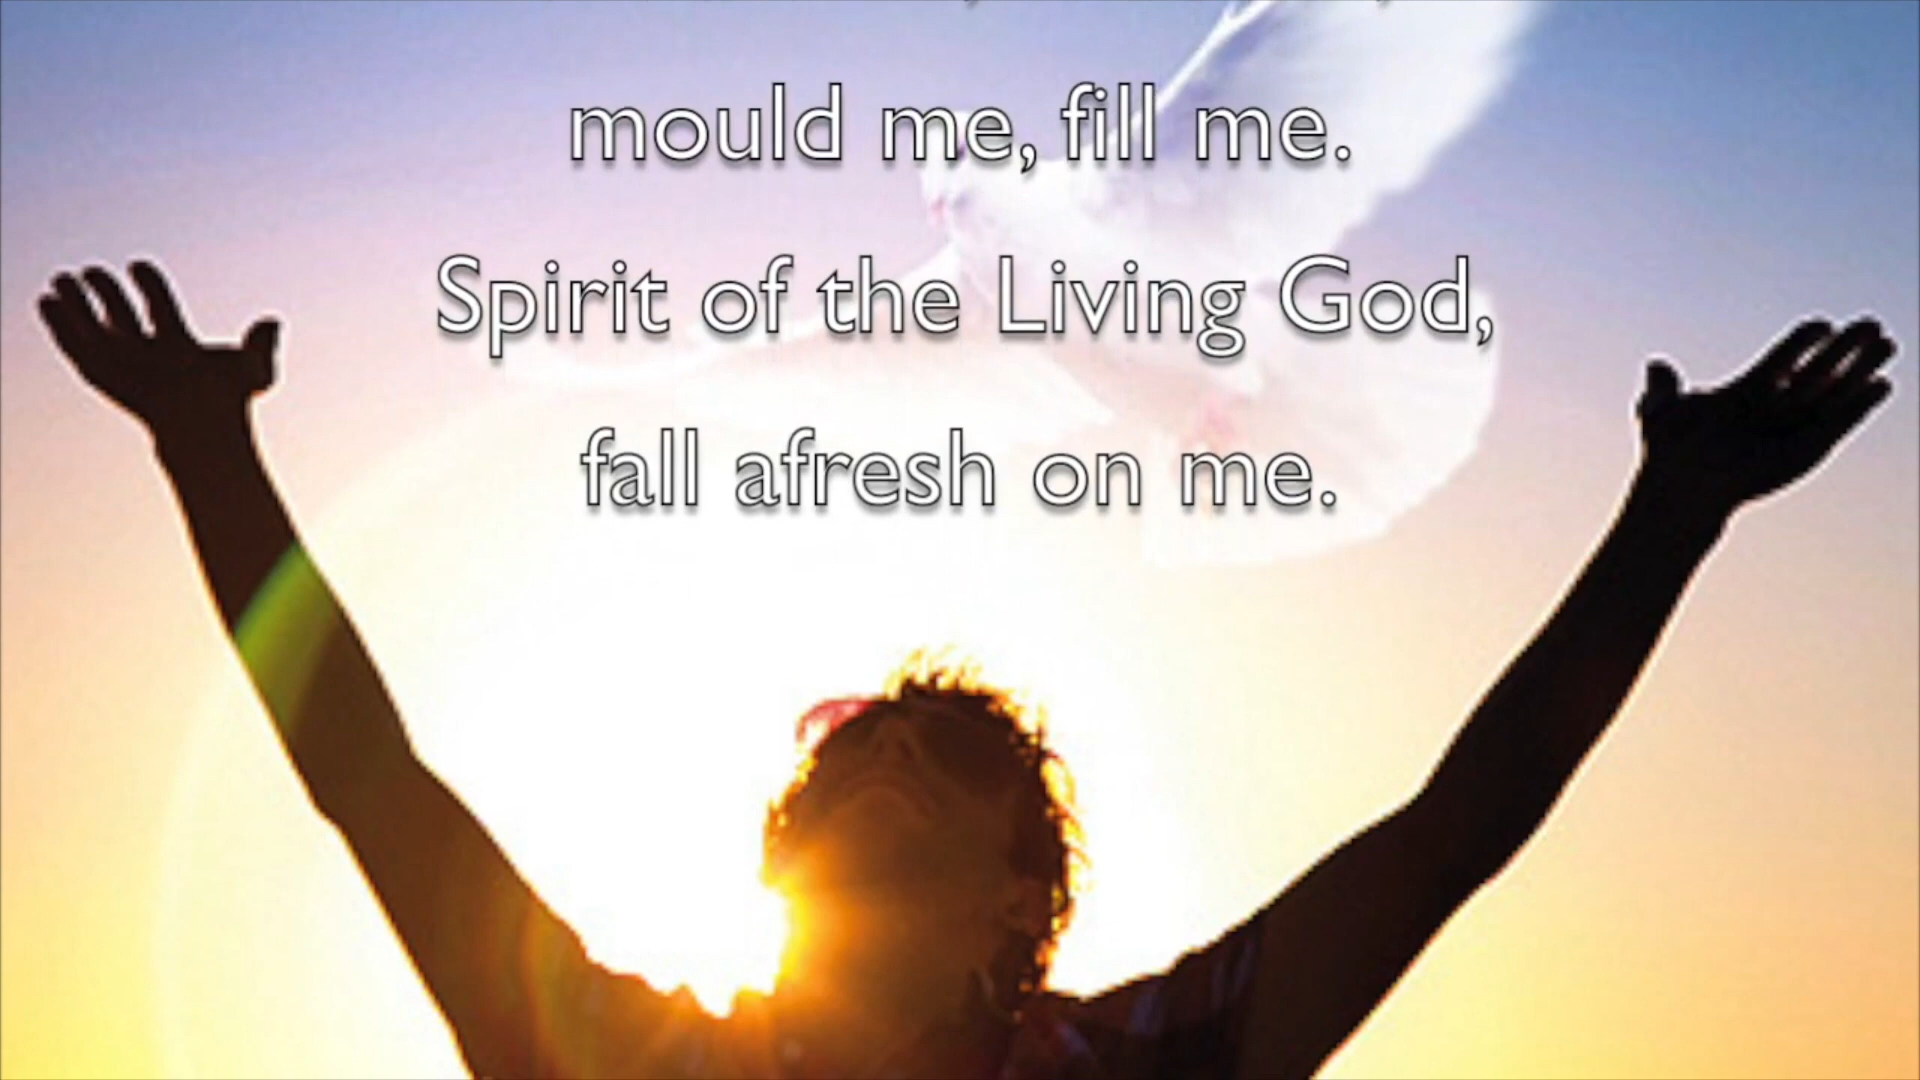 mould me, fill me.
Spirit of the Living God,
fall afresh on me.